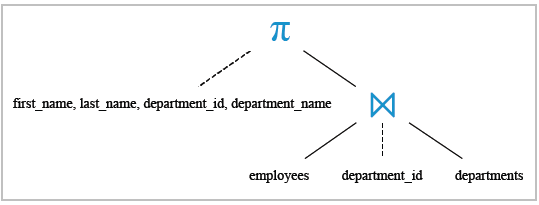 π
first_name, last_name, department_id, department_name
⋈
employees department_id departments